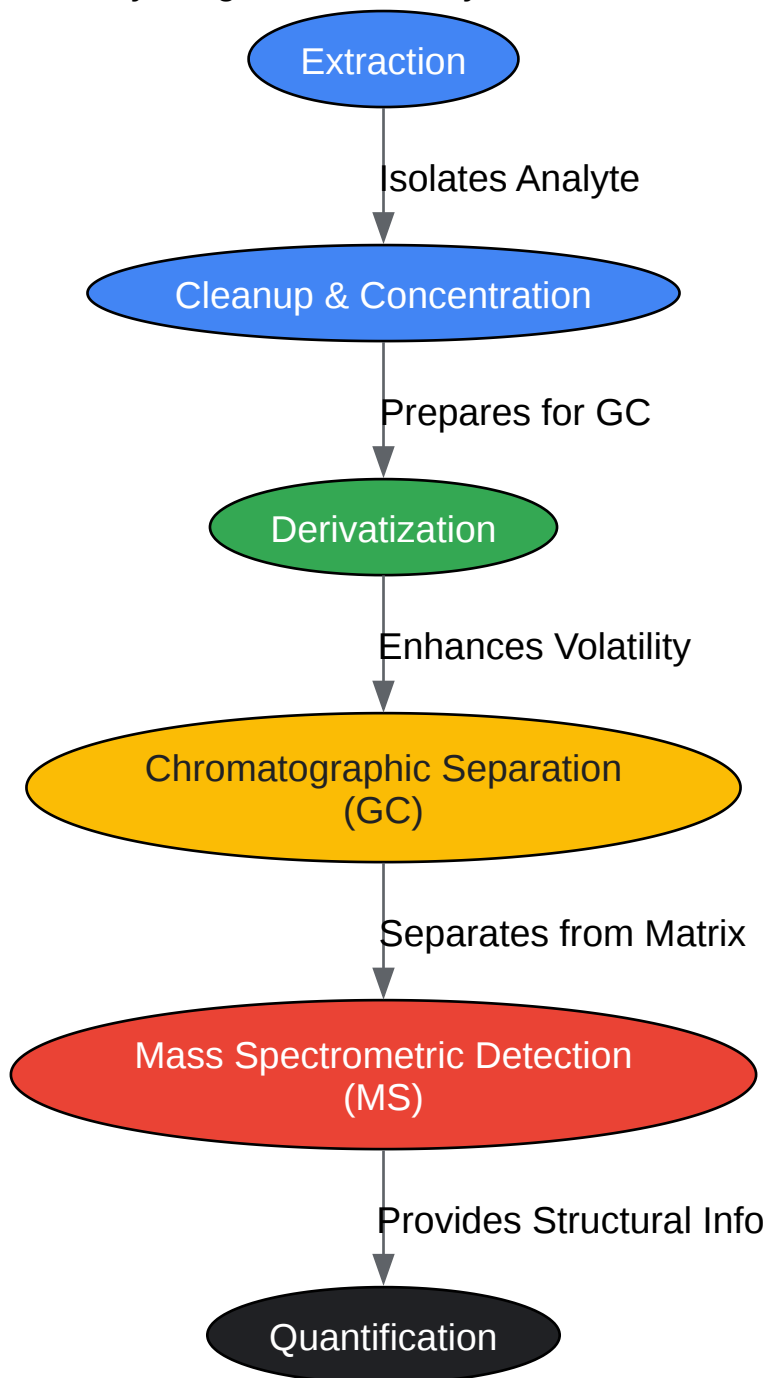 Extraction
Isolates Analyte
Cleanup & Concentration
Prepares for GC
Derivatization
Enhances Volatility
Chromatographic Separation
(GC)
Separates from Matrix
Mass Spectrometric Detection
(MS)
Provides Structural Info
Quantification